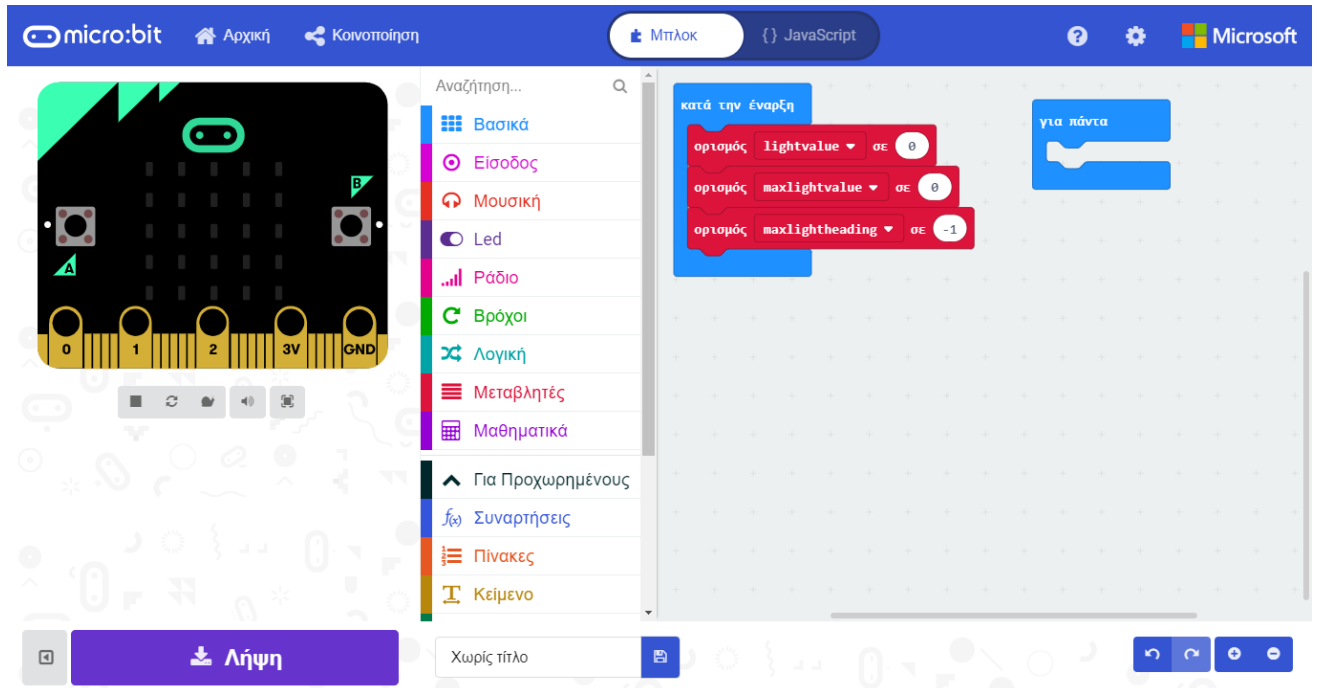 micro:bit Αρχική Κοινοποίηση Μπλοκ {} JavaScript ? Microsoft
B
A
0 1 2 3V GND
Αναζήτηση...
Βασικά
Είσοδος
Μουσική
Led
Ράδιο
Βρόχοι
Λογική
Μεταβλητές
Μαθηματικά
Για Προχωρημένους
f(x) Συναρτήσεις
Πίνακες
Κείμενο
κατά την έναρξη
ορισμός lightvalue σε 0
ορισμός maxlightvalue σε 0
ορισμός maxlightheading σε -1
για πάντα
Λήψη
Χωρίς τίτλο